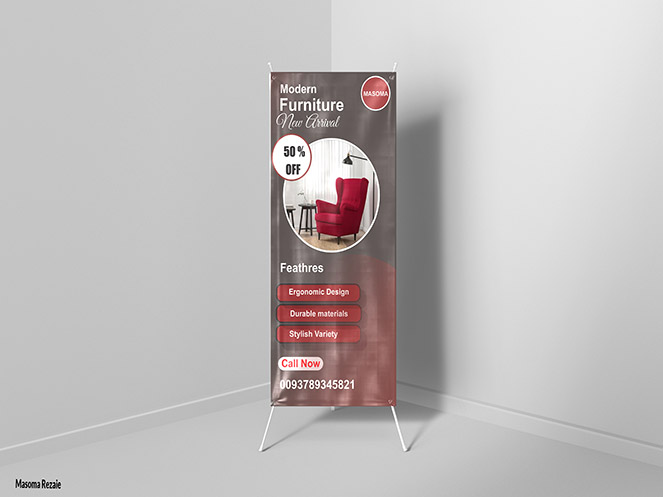 Modern
Furniture
New Arrival
MASOMA
50 %
OFF
Feathres
Ergonomic Design
Durable materials
Stylish Variety
Call Now
0093789345821
Masoma Rezaie